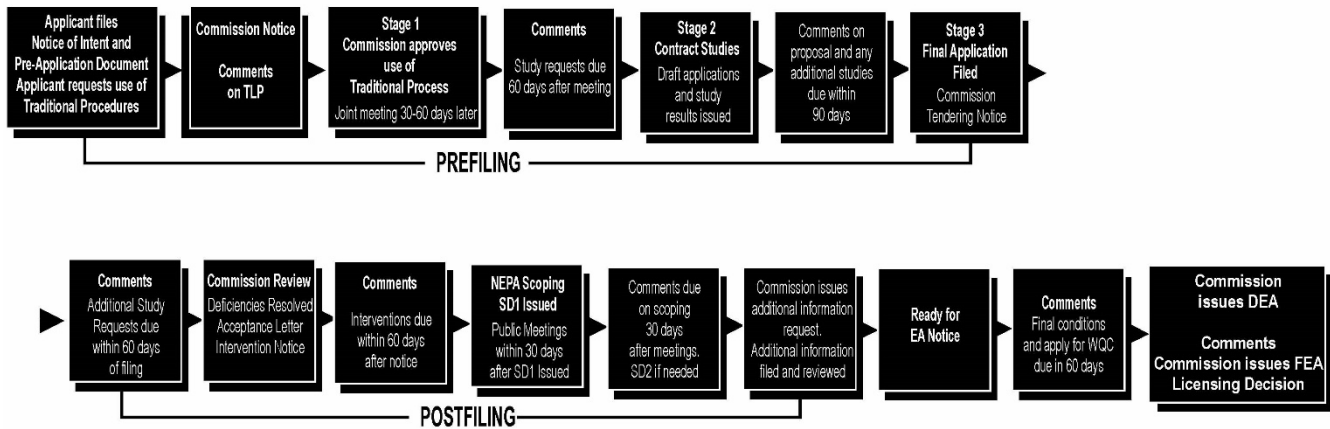 Applicant files
Notice of Intent and
Pre-Application Document
Applicant requests use of
Traditional Procedures
Commission Notice
Comments
on TLP
Stage 1
Commission approves
use of
Traditional Process
Joint meeting 30-60 days later
Comments
Study requests due
60 days after meeting
Stage 2
Contract Studies
Draft applications
and study
results issued
Comments on
proposal and any
additional studies
due within
90 days
Stage 3
Final Application
Filed
Commission
Tendering Notice
PREFILING
Comments
Additional Study
Requests due
within 60 days
of filing
Commission Review
Deficiencies Resolved
Acceptance Letter
Intervention Notice
Comments
Interventions due
within 60 days
after notice
NEPA Scoping
SD1 Issued
Public Meetings
within 30 days
after SD1 Issued
Comments due
on scoping
30 days
after meetings.
SD2 if needed
Commission issues
additional information
request.
Additional information
filed and reviewed
Ready for
EA Notice
Comments
Final conditions
and apply for WQC
due in 60 days
Commission
issues DEA
Comments
Commission issues FEA
Licensing Decision
POSTFILING